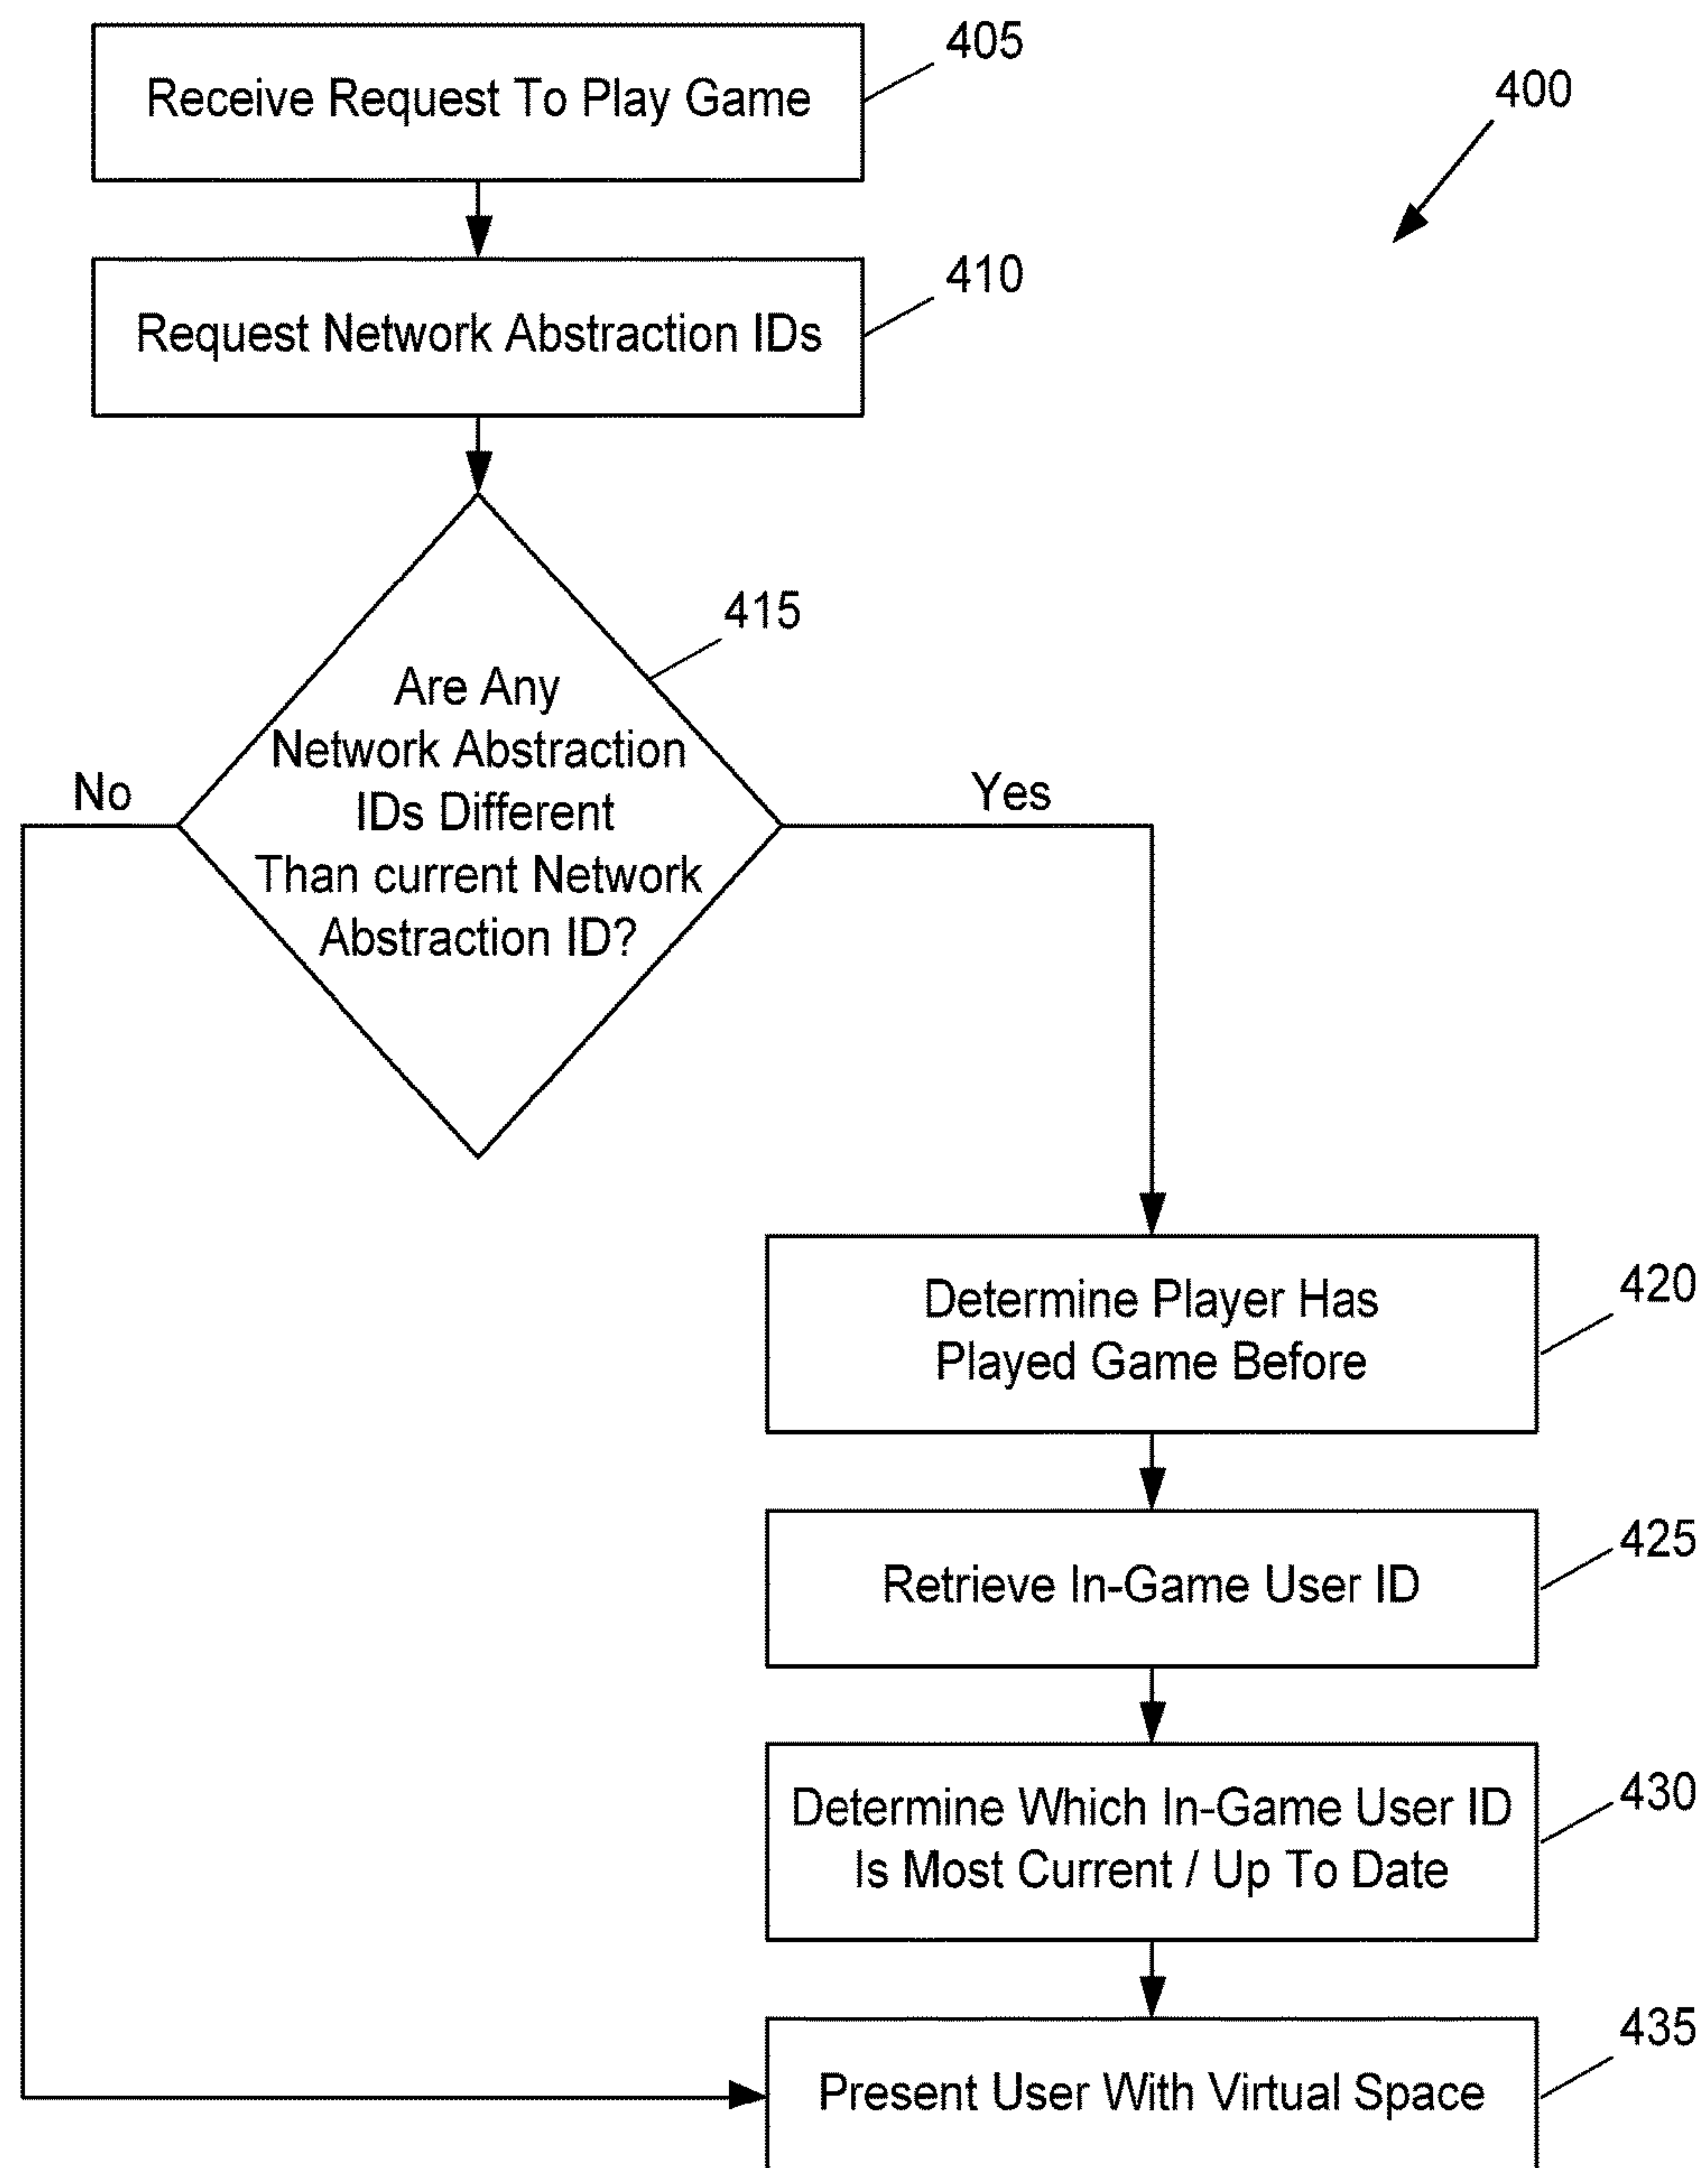 405
Receive Request To Play Game
400
410
Request Network Abstraction IDs
415
Are Any
Network Abstraction
IDs Different
Than current Network
Abstraction ID?
No
Yes
420
Determine Player Has
Played Game Before
425
Retrieve In-Game User ID
430
Determine Which In-Game User ID
Is Most Current / Up To Date
435
Present User With Virtual Space